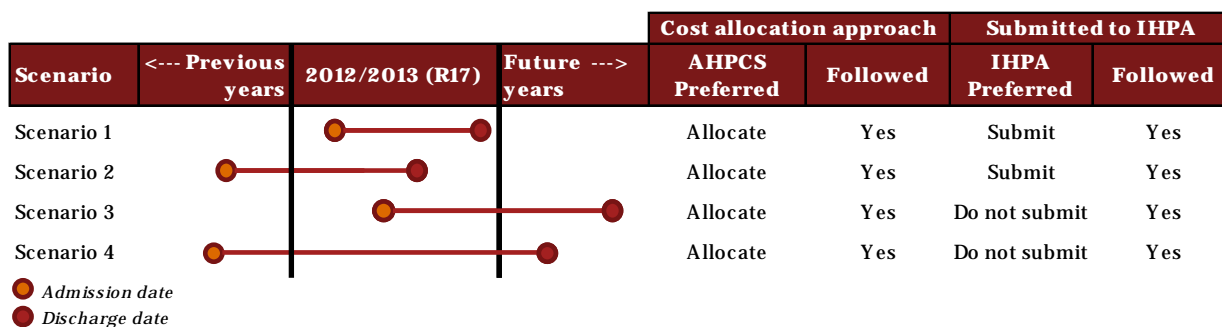 Cost allocation approach Submitted to IHPA
Scenario <--- Previous years 2012/2013 (R17) Future ---> years AHPCS Preferred Followed IHPA Preferred Followed
Scenario 1 Allocate Yes Submit Yes
Scenario 2 Allocate Yes Submit Yes
Scenario 3 Allocate Yes Do not submit Yes
Scenario 4 Allocate Yes Do not submit Yes
Admission date
Discharge date